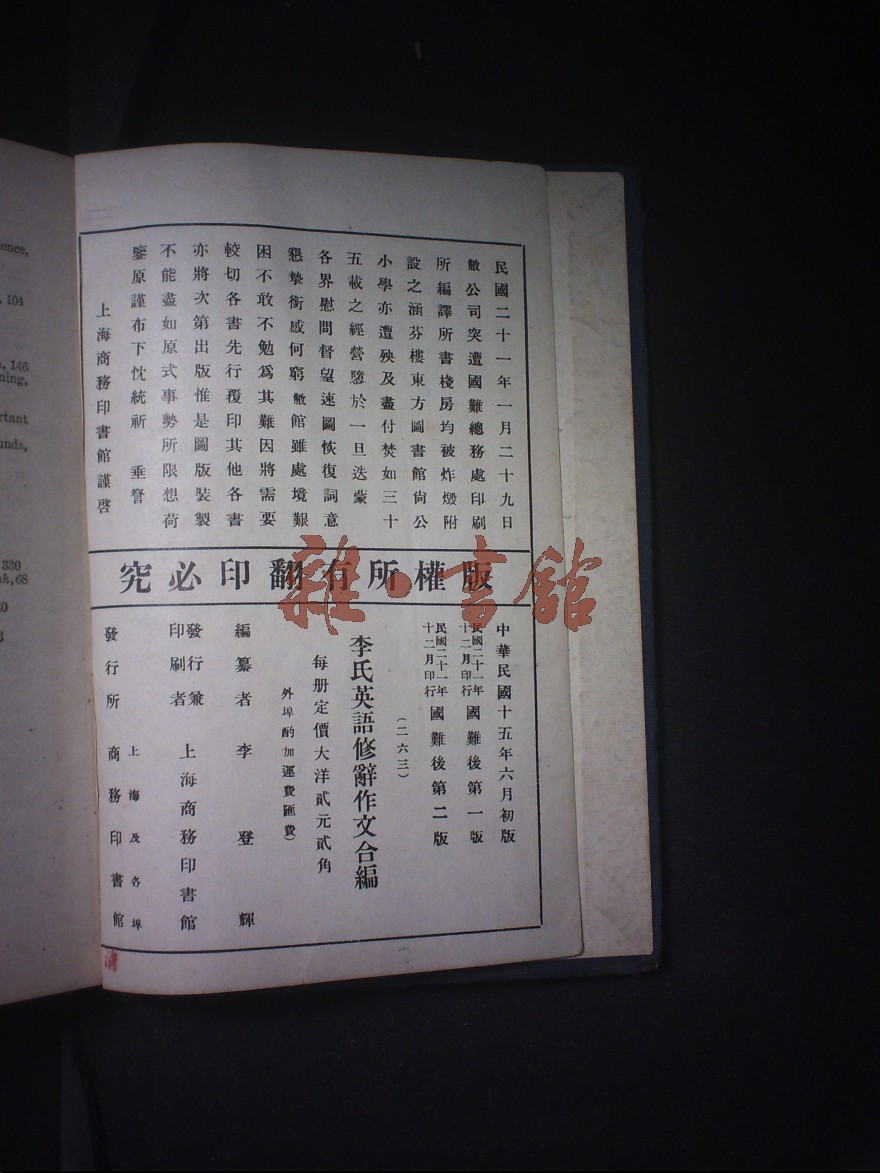 ence,
, 104
, 146
ning,
rtant
unds,
330
h, 68
民國二十一年一月二十九日
敝公司突遭國難總務處印刷
所編譯所書棧房均被炸燬附
設之涵芬樓東方圖書館尙公
小學亦遭殃及盡付焚如三十
五載之經營隳於一旦迭蒙
各界慰問督望速圖恢復詞意
懇摯銜感何窮敝館雖處境艱
困不敢不勉爲其難因將需要
較切各書先行覆印其他各書
亦將次第出版惟是圖版裝製
不能盡如原式事勢所限想荷
鑒原謹布下忱統祈 垂詧
上海商務印書館謹啓
版權所有翻印必究
雜·書館
中華民國十五年六月初版
民國二十一年十二月印行 國難後第一版
民國二十一年十二月印行 國難後第二版
(二六三)
李氏英語修辭作文合編
每册定價大洋貳元貳角
外埠酌加運費匯費)
編纂者 李登輝
發行兼印刷者 上海商務印書館
發行所 上海及各埠 商務印書館